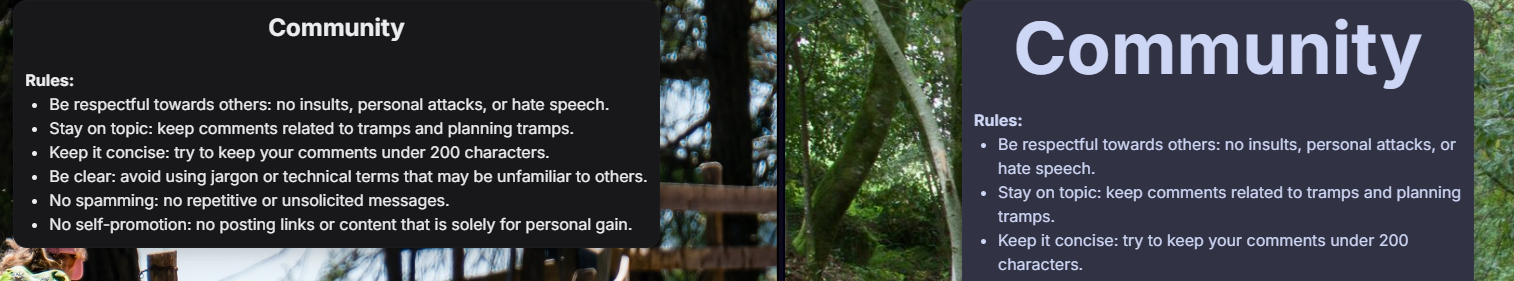 Community
Rules:
• Be respectful towards others: no insults, personal attacks, or hate speech.
• Stay on topic: keep comments related to tramps and planning tramps.
• Keep it concise: try to keep your comments under 200 characters.
• Be clear: avoid using jargon or technical terms that may be unfamiliar to others.
• No spamming: no repetitive or unsolicited messages.
• No self-promotion: no posting links or content that is solely for personal gain.
Community
Rules:
• Be respectful towards others: no insults, personal attacks, or
hate speech.
• Stay on topic: keep comments related to tramps and planning
tramps.
• Keep it concise: try to keep your comments under 200
characters.